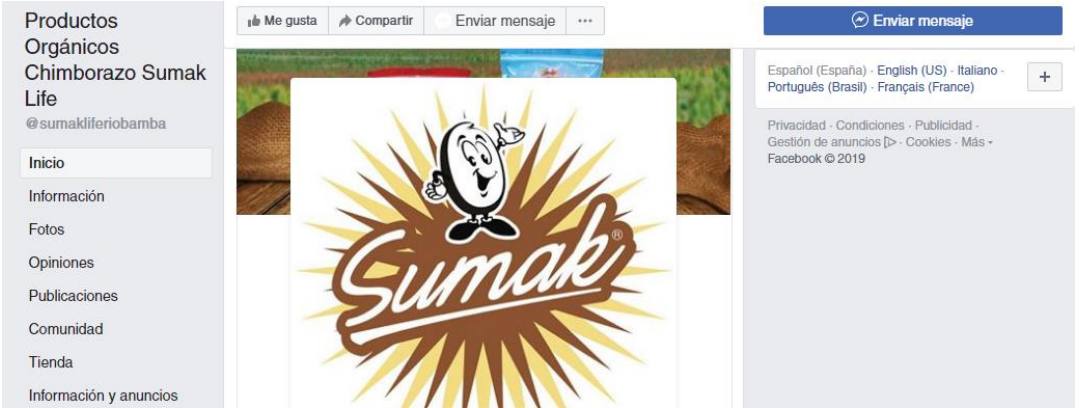 Productos
Orgánicos
Chimborazo Sumak
Life
@sumakliferiobamba
Inicio
Información
Fotos
Opiniones
Publicaciones
Comunidad
Tienda
Información y anuncios
Me gusta
Compartir
Enviar mensaje
Sumak®
Enviar mensaje
Español (España) · English (US) · Italiano ·
Português (Brasil) · Français (France)
Privacidad · Condiciones · Publicidad ·
Gestión de anuncios · Cookies · Más
Facebook © 2019